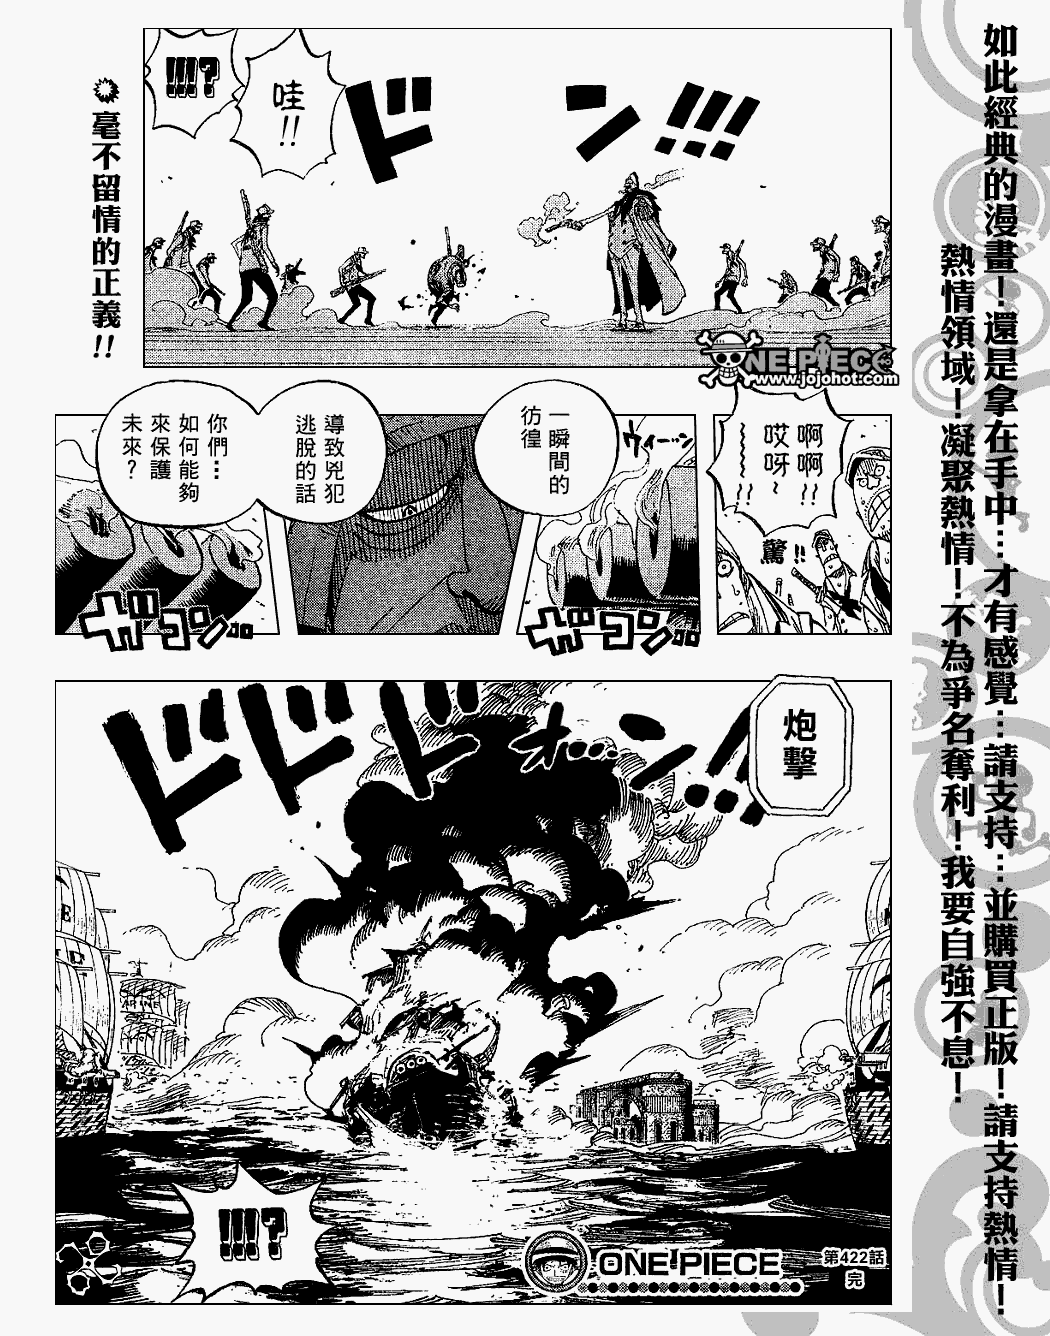 如此經典的漫畫！還是拿在手中…才有感覺…請支持…並購買正版！請支持熱情！
熱情領域！凝聚熱情！不為爭名奪利！我要自強不息！
ドン!!!
哇!!
!!!?
毫不留情的正義!!
ONE PIECE
www.jojohot.com
啊啊!!
哎呀～～!!
驚!!
ウィーン
一瞬間的
彷徨
ガコン
導致兇犯
逃脫的話
你們…
如何能夠
來保護
未來?
ガコン
炮擊
ドドドオーン!!!
!!!?
ONE PIECE
第422話
完